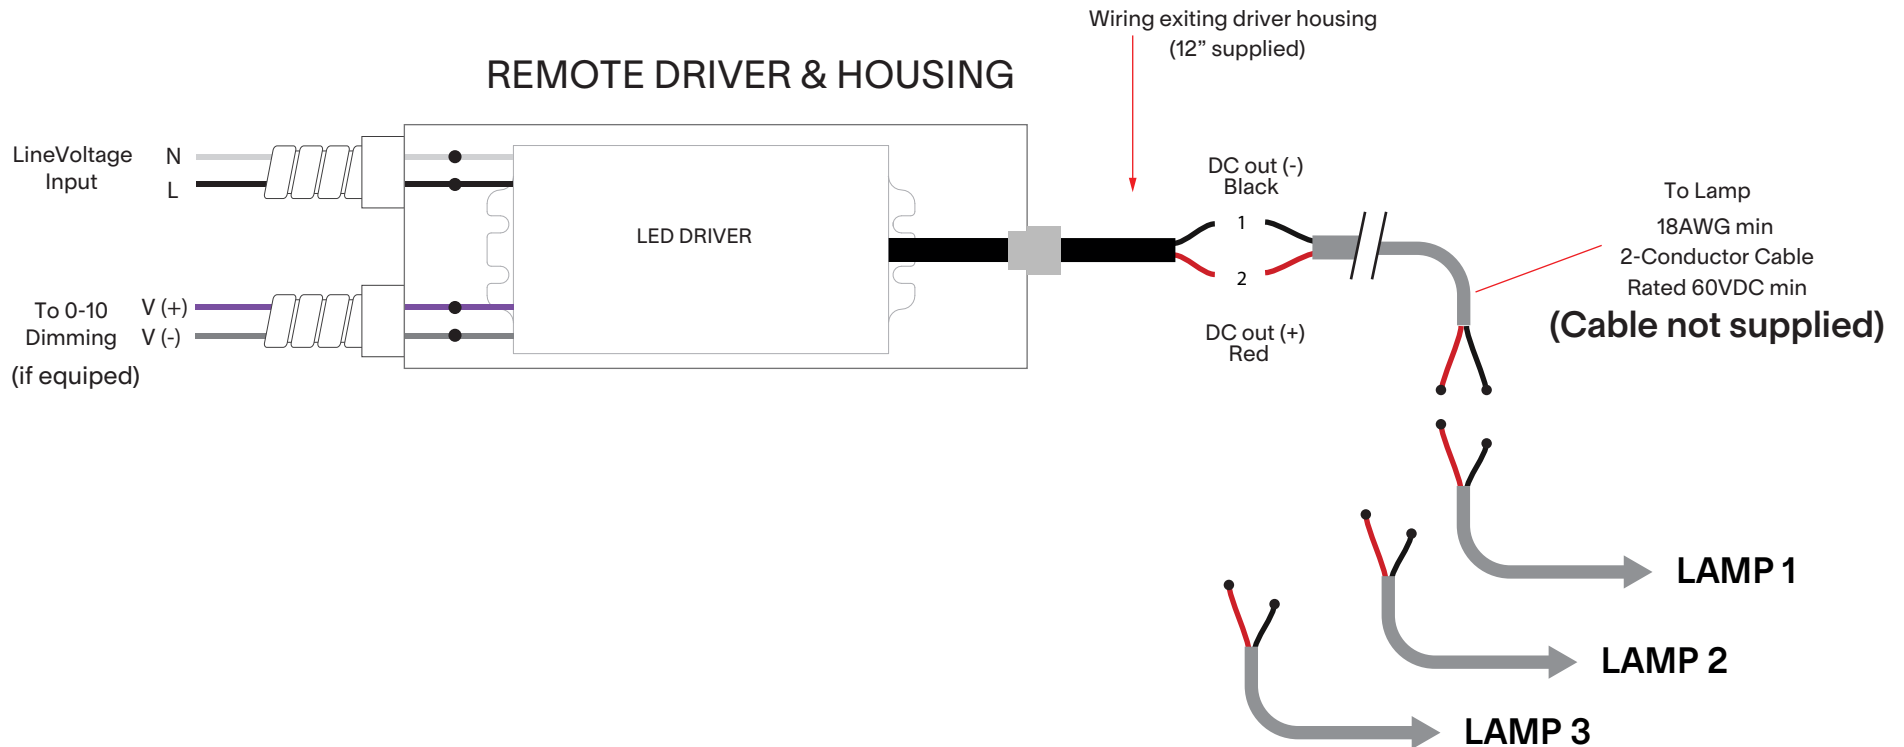 Wiring exiting driver housing
(12” supplied)
REMOTE DRIVER & HOUSING
LineVoltage
Input
N
L
LED DRIVER
DC out (-)
Black
1
2
DC out (+)
Red
To Lamp
18AWG min
2-Conductor Cable
Rated 60VDC min
(Cable not supplied)
To 0-10
Dimming
(if equiped)
V (+)
V (-)
LAMP 1
LAMP 2
LAMP 3